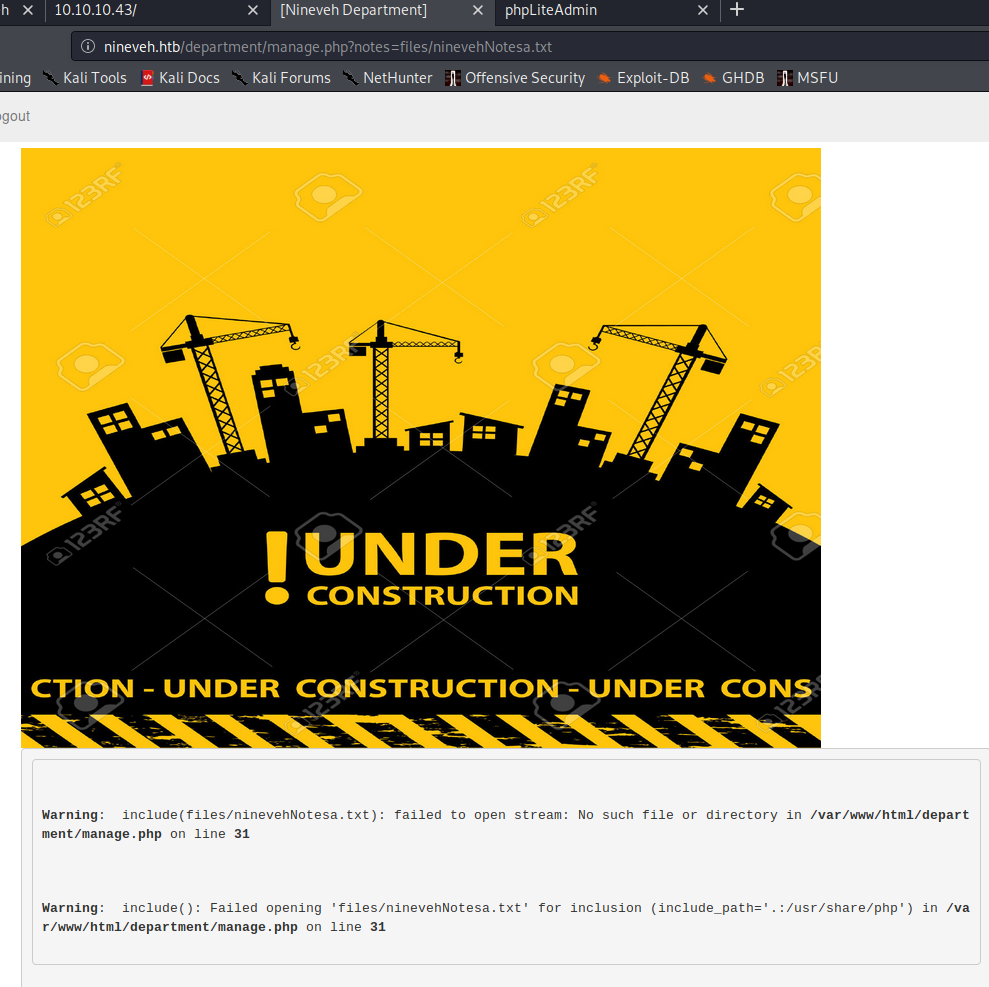 h
10.10.10.43/
[Nineveh Department]
phpLiteAdmin
nineveh.htb/department/manage.php?notes=files/ninevehNotesa.txt
ining Kali Tools Kali Docs Kali Forums NetHunter Offensive Security Exploit-DB GHDB MSFU
ogout
123RF
123RF
123RF
123RF
! UNDER
CONSTRUCTION
123RF
123RF
CTION - UNDER CONSTRUCTION - UNDER CONS
123RF
123RF
Warning: include(files/ninevehNotesa.txt): failed to open stream: No such file or directory in /var/www/html/depart
ment/manage.php on line 31
Warning: include(): Failed opening 'files/ninevehNotesa.txt' for inclusion (include_path='.:/usr/share/php') in /va
r/www/html/department/manage.php on line 31